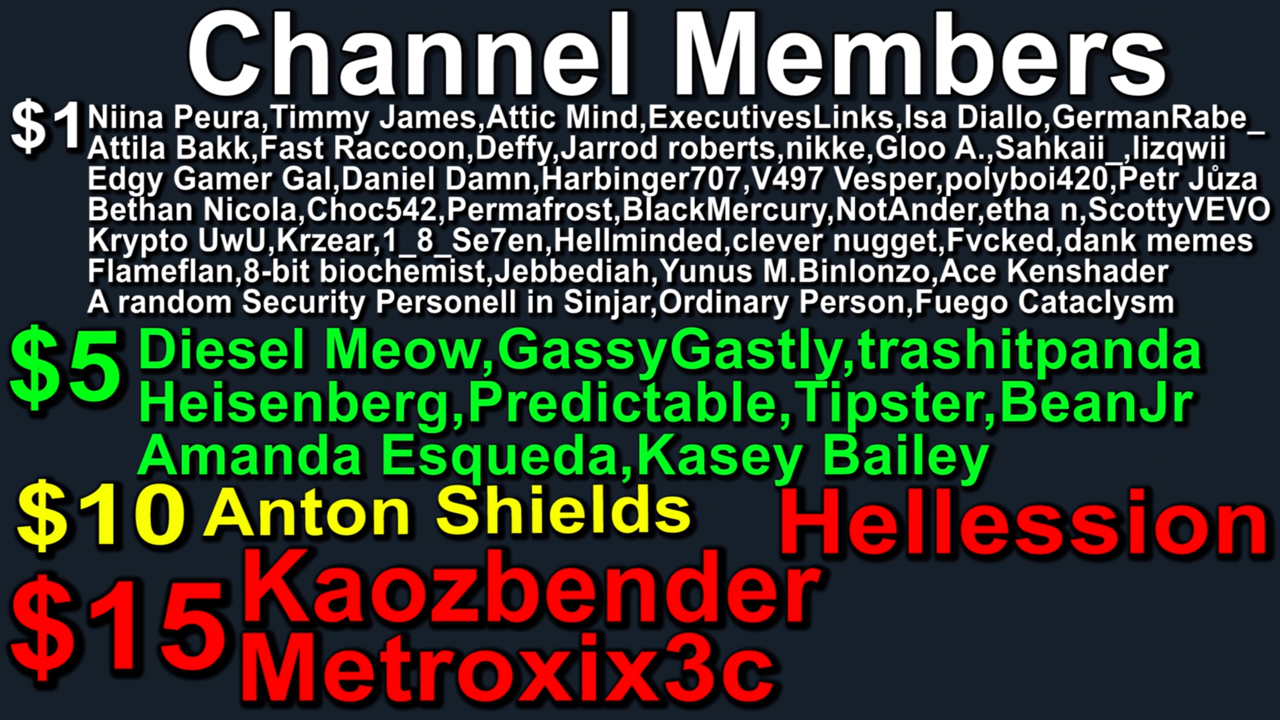 Channel Members
$1 Niina Peura,Timmy James,Attic Mind,ExecutivesLinks,Isa Diallo,GermanRabe_
Attila Bakk,Fast Raccoon,Deffy,Jarrod roberts,nikke,Gloo A.,Sahkaii_,lizqwii
Edgy Gamer Gal,Daniel Damn,Harbinger707,V497 Vesper,polyboi420,Petr Jůza
Bethan Nicola,Choc542,Permafrost,BlackMercury,NotAnder,etha n,ScottyVEVO
Krypto UwU,Krzear,1_8_Se7en,Hellminded,clever nugget,Fvcked,dank memes
Flameflan,8-bit biochemist,Jebbediah,Yunus M.Binlonzo,Ace Kenshader
A random Security Personell in Sinjar,Ordinary Person,Fuego Cataclysm
$5 Diesel Meow,GassyGastly,trashitpanda
Heisenberg,Predictable,Tipster,BeanJr
Amanda Esqueda,Kasey Bailey
$10 Anton Shields
Hellession
$15 Kaozbender
Metroxix3c